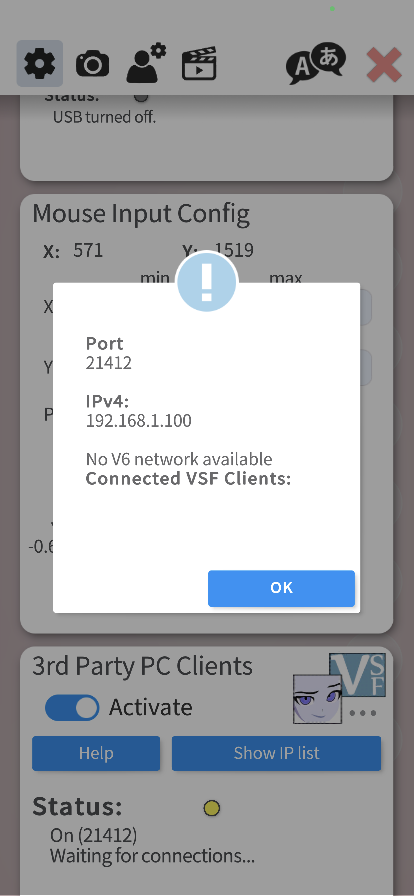 A あ
Status:
USB turned off.
Mouse Input Config
X: 571 Y: 1519
min max
!
X
Port
21412
Y
IPv4:
P
192.168.1.100
No V6 network available
Connected VSF Clients:
-0.6
OK
3rd Party PC Clients
VSF
Activate
Help Show IP list
Status:
On (21412)
Waiting for connections...